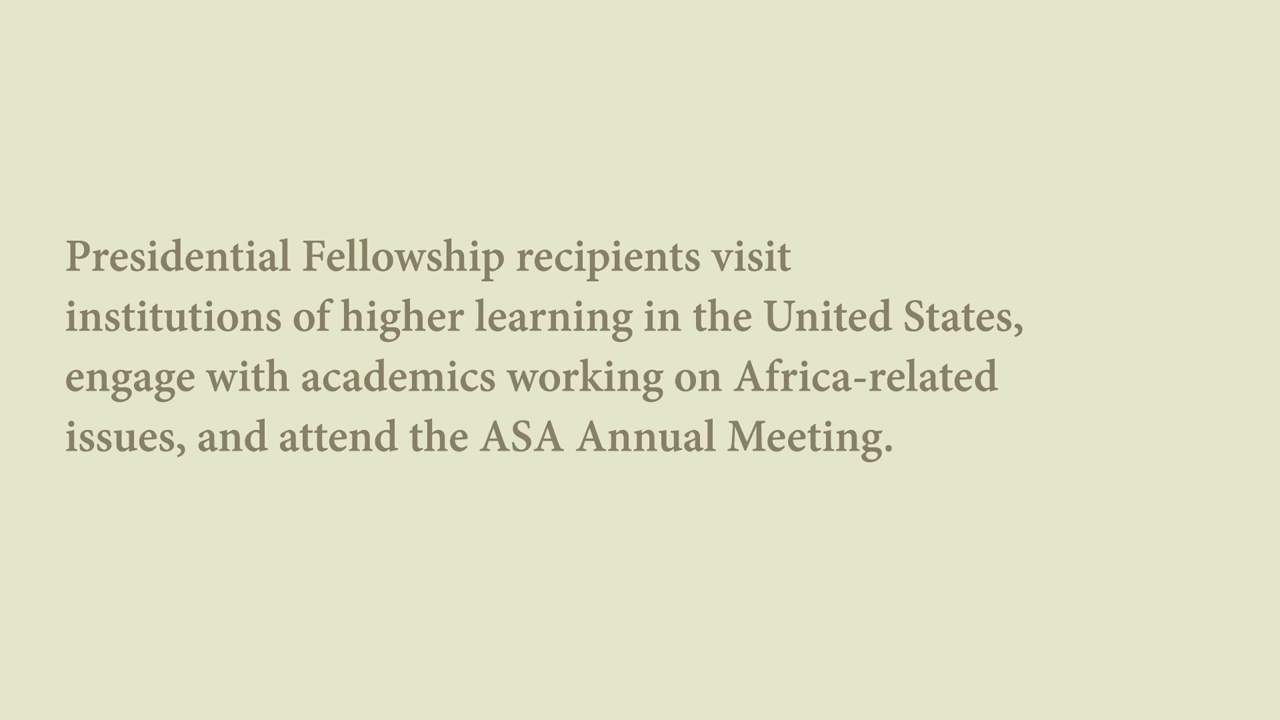 Presidential Fellowship recipients visit
institutions of higher learning in the United States,
engage with academics working on Africa-related
issues, and attend the ASA Annual Meeting.